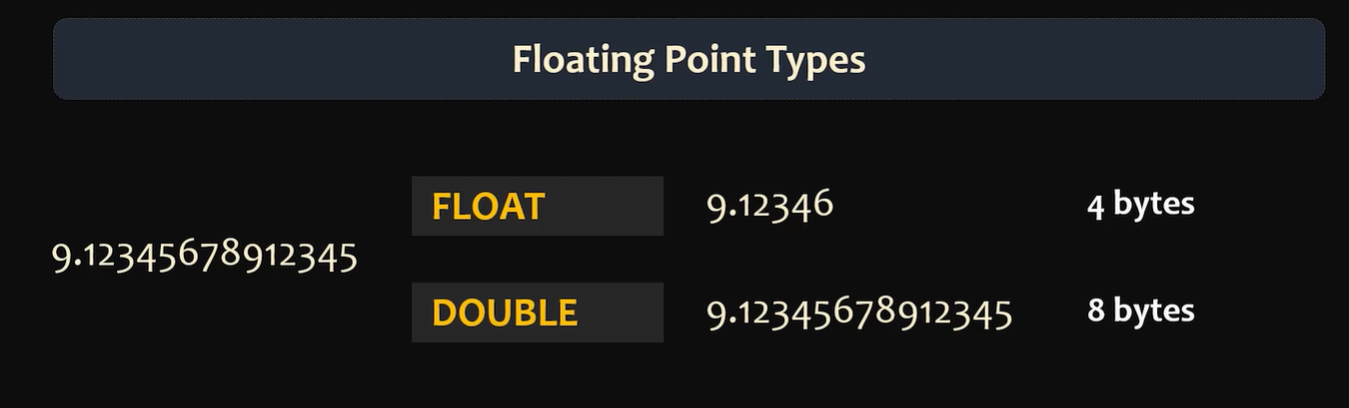 Floating Point Types
9.12345678912345
FLOAT 9.12346 4 bytes
DOUBLE 9.12345678912345 8 bytes